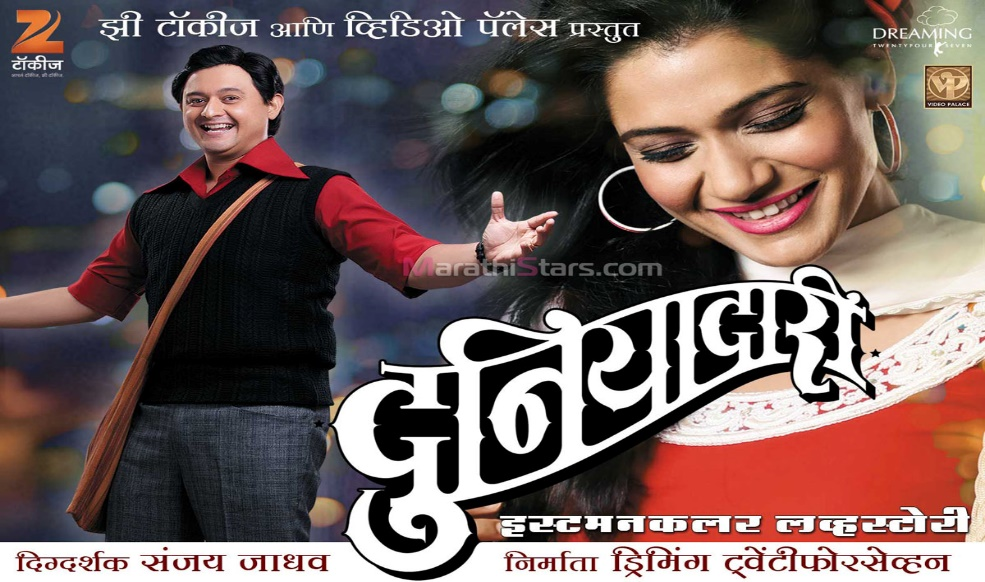 झी टॉकीज आणि व्हिडिओ पॅलेस प्रस्तुत
Z
टॉकीज
DREAMING
TWENTYFOUR SEVEN
VP
VIDEO PALACE
MarathiStars.com
दुनियादारी
इस्टमनकलर लव्हस्टोरी
दिग्दर्शक संजय जाधव
निर्माता ड्रिमिंग ट्वेंटीफोरसेव्हन